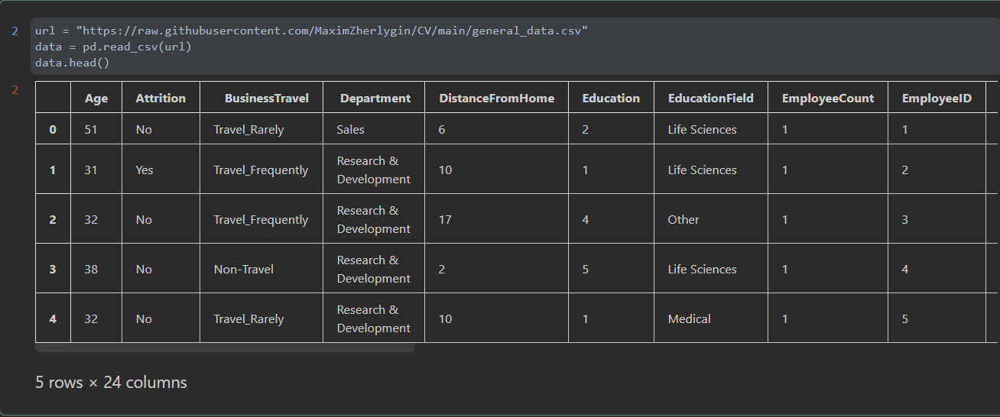 2
url = "https://raw.githubusercontent.com/MaximZherlygin/CV/main/general_data.csv"
data = pd.read_csv(url)
data.head()
2
Age Attrition BusinessTravel Department DistanceFromHome Education EducationField EmployeeCount EmployeeID
0 51 No Travel_Rarely Sales 6 2 Life Sciences 1 1
1 31 Yes Travel_Frequently Research & Development 10 1 Life Sciences 1 2
2 32 No Travel_Frequently Research & Development 17 4 Other 1 3
3 38 No Non-Travel Research & Development 2 5 Life Sciences 1 4
4 32 No Travel_Rarely Research & Development 10 1 Medical 1 5
5 rows × 24 columns